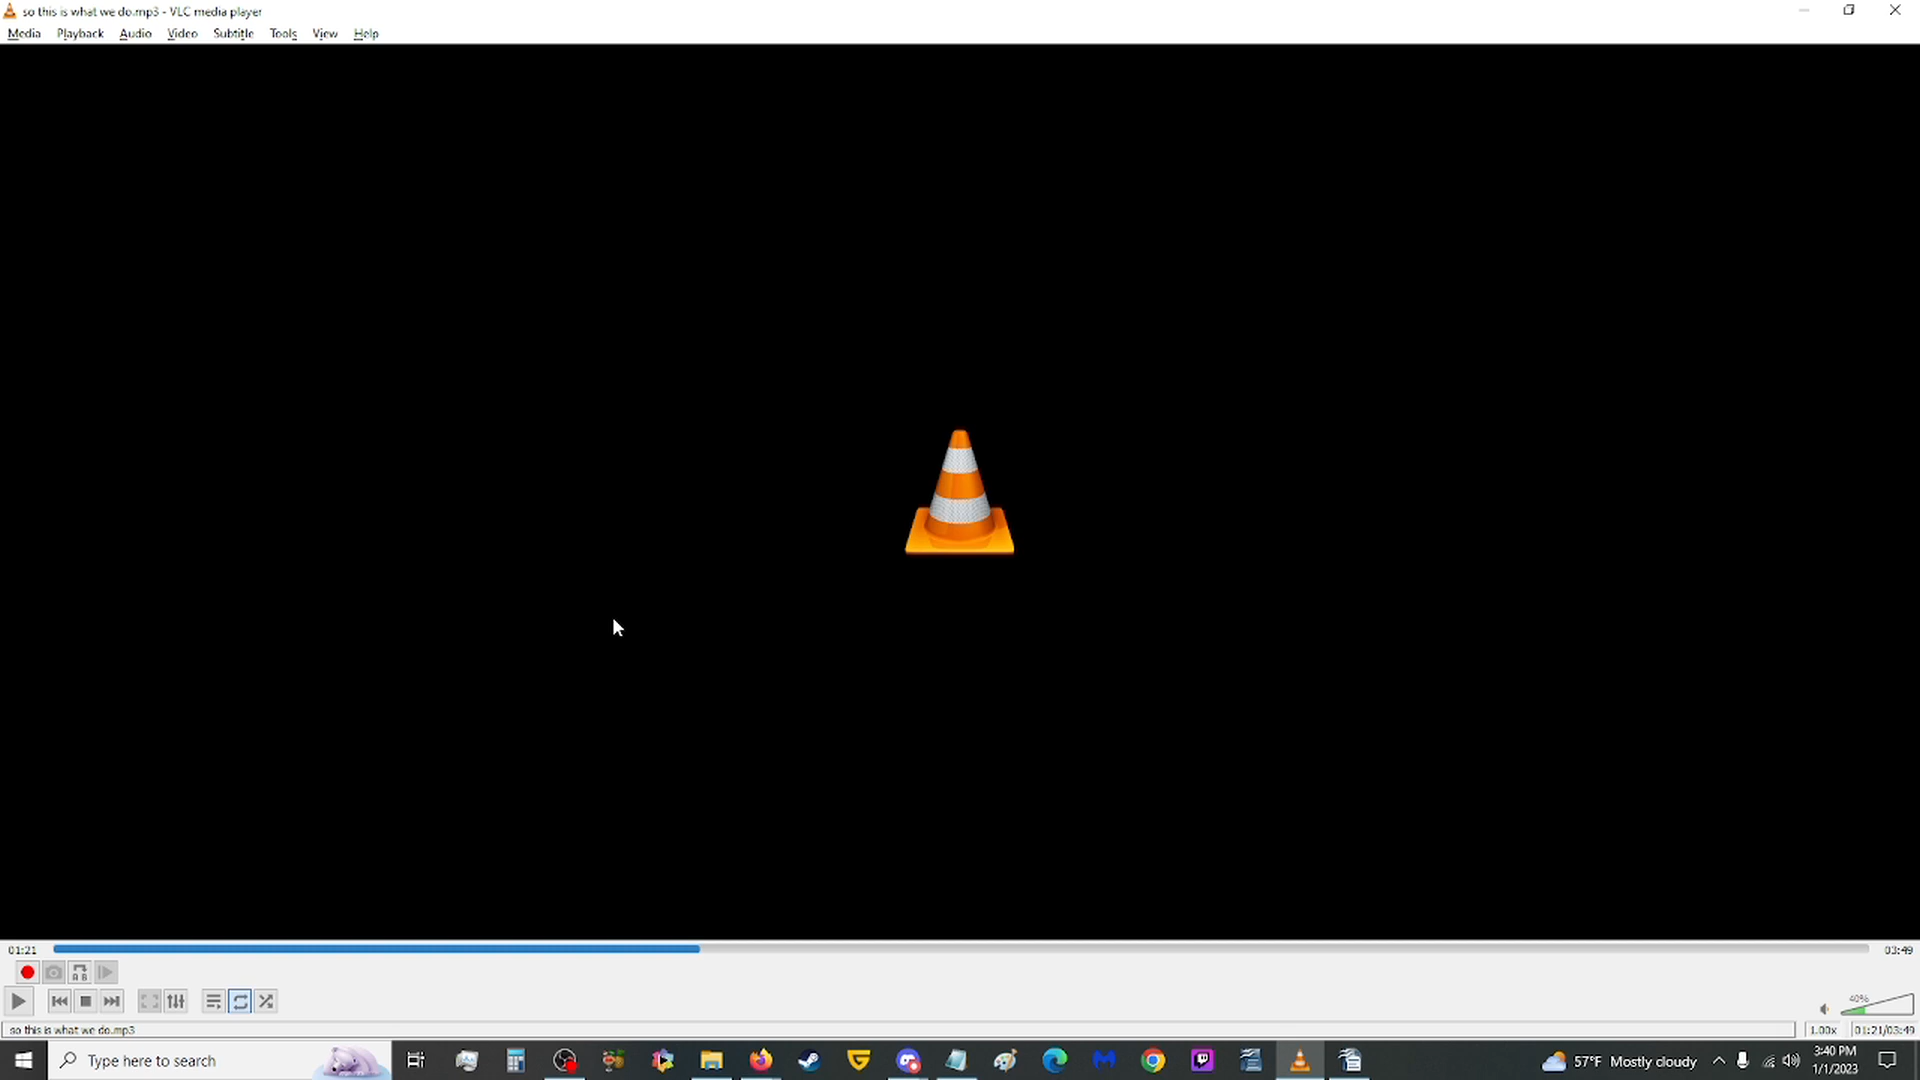 so this is what we do.mp3 - VLC media player
Media Playback Audio Video Subtitle Tools View Help
01:21 03:49
A B
40%
so this is what we do.mp3 1.00x 01:21/03:49
Type here to search
57°F Mostly cloudy
3:40 PM
1/1/2023